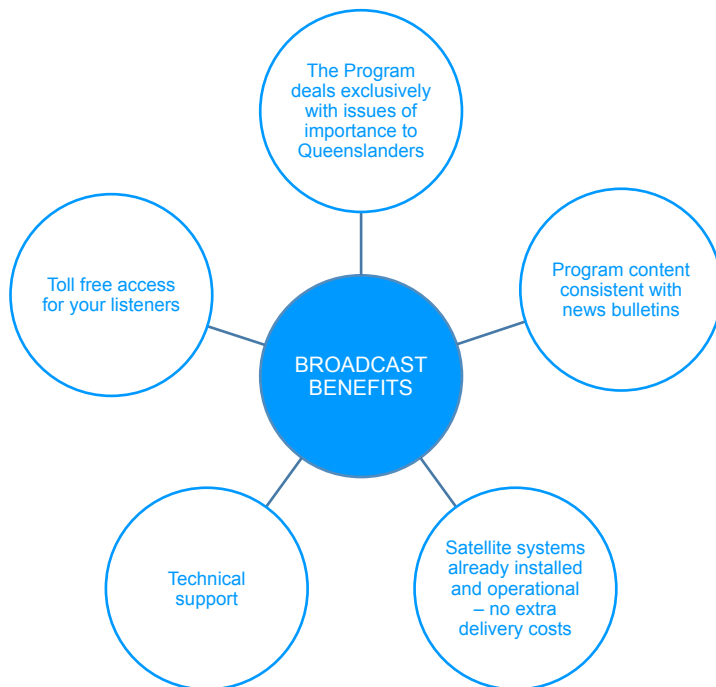 The Program
deals exclusively
with issues of
importance to
Queenslanders
Toll free access
for your listeners
Program content
consistent with
news bulletins
BROADCAST
BENEFITS
Technical
support
Satellite systems
already installed
and operational
– no extra
delivery costs